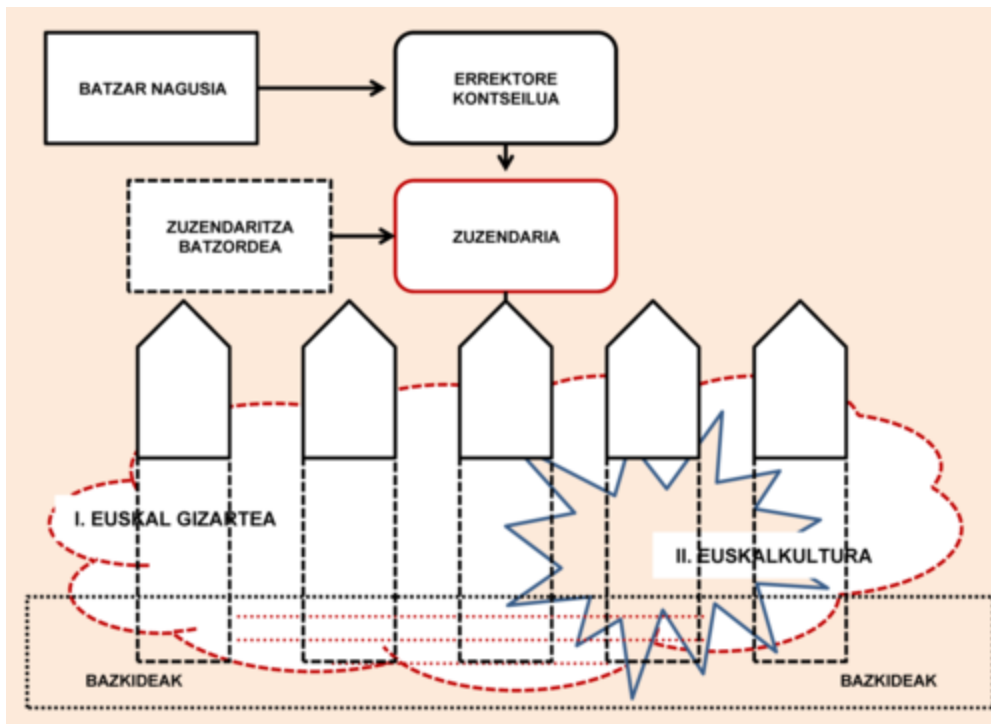 BATZAR NAGUSIA
ERREKTORE
KONTSEILUA
ZUZENDARITZA
BATZORDEA
ZUZENDARIA
I. EUSKAL GIZARTEA
II. EUSKALKULTURA
BAZKIDEAK
BAZKIDEAK